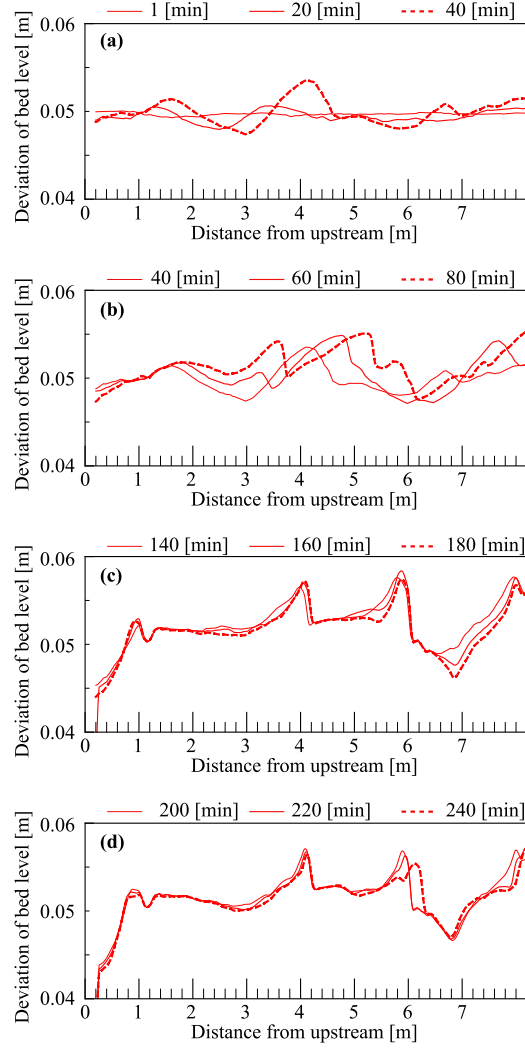 1 [min] 20 [min] 40 [min]
0.06
(a)
0.05
0.04
0 1 2 3 4 5 6 7
Distance from upstream [m]
Deviation of bed level [m]
40 [min] 60 [min] 80 [min]
0.06
(b)
0.05
0.04
0 1 2 3 4 5 6 7
Distance from upstream [m]
Deviation of bed level [m]
140 [min] 160 [min] 180 [min]
0.06
(c)
0.05
0.04
0 1 2 3 4 5 6 7
Distance from upstream [m]
Deviation of bed level [m]
200 [min] 220 [min] 240 [min]
0.06
(d)
0.05
0.04
0 1 2 3 4 5 6 7
Distance from upstream [m]
Deviation of bed level [m]